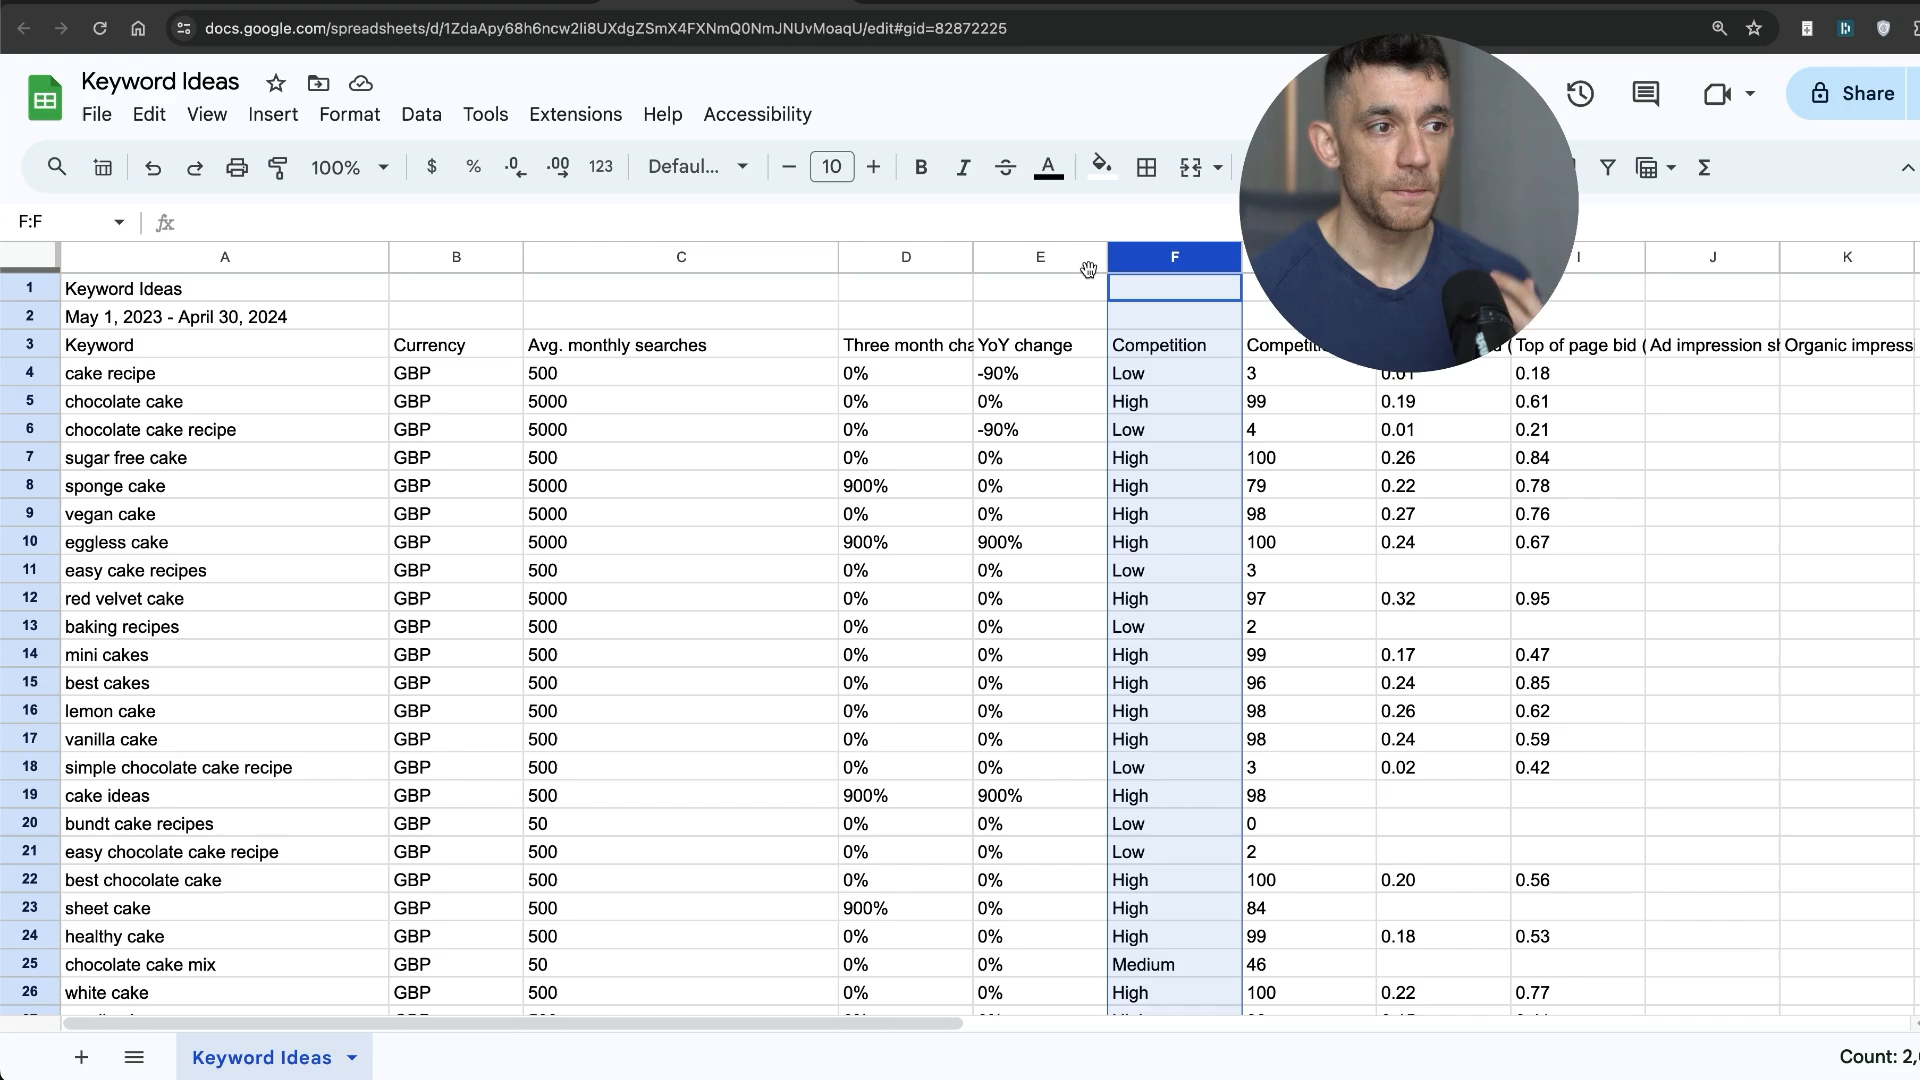 docs.google.com/spreadsheets/d/1ZdaApy68h6ncw2Ii8UXdgZSmX4FXNmQ0NmJNUvMoaqU/edit#gid=82872225
Keyword Ideas
File Edit View Insert Format Data Tools Extensions Help Accessibility
Share
100% $ % .0 .00 123 Defaul... 10 B I A Σ
F:F fx
A B C D E F I J K
1 Keyword Ideas
2 May 1, 2023 - April 30, 2024
3 Keyword Currency Avg. monthly searches Three month cha YoY change Competition Competiti ( Top of page bid ( Ad impression sh Organic impress
4 cake recipe GBP 500 0% -90% Low 3 0.01 0.18
5 chocolate cake GBP 5000 0% 0% High 99 0.19 0.61
6 chocolate cake recipe GBP 5000 0% -90% Low 4 0.01 0.21
7 sugar free cake GBP 500 0% 0% High 100 0.26 0.84
8 sponge cake GBP 5000 900% 0% High 79 0.22 0.78
9 vegan cake GBP 5000 0% 0% High 98 0.27 0.76
10 eggless cake GBP 5000 900% 900% High 100 0.24 0.67
11 easy cake recipes GBP 500 0% 0% Low 3
12 red velvet cake GBP 5000 0% 0% High 97 0.32 0.95
13 baking recipes GBP 500 0% 0% Low 2
14 mini cakes GBP 500 0% 0% High 99 0.17 0.47
15 best cakes GBP 500 0% 0% High 96 0.24 0.85
16 lemon cake GBP 500 0% 0% High 98 0.26 0.62
17 vanilla cake GBP 500 0% 0% High 98 0.24 0.59
18 simple chocolate cake recipe GBP 500 0% 0% Low 3 0.02 0.42
19 cake ideas GBP 500 900% 900% High 98
20 bundt cake recipes GBP 50 0% 0% Low 0
21 easy chocolate cake recipe GBP 500 0% 0% Low 2
22 best chocolate cake GBP 500 0% 0% High 100 0.20 0.56
23 sheet cake GBP 500 900% 0% High 84
24 healthy cake GBP 500 0% 0% High 99 0.18 0.53
25 chocolate cake mix GBP 50 0% 0% Medium 46
26 white cake GBP 500 0% 0% High 100 0.22 0.77
Keyword Ideas
Count: 2,